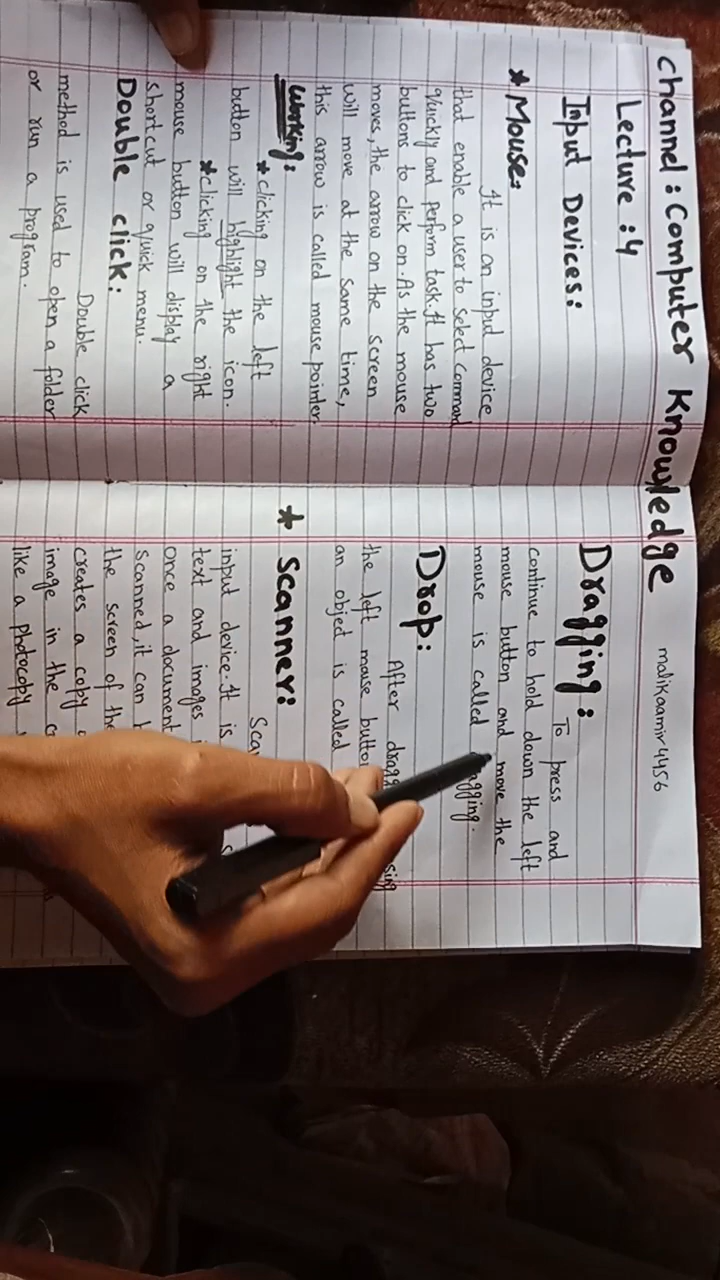 Channel : Computer Knowledge
malikaamir4456
Lecture : 4
Input Devices:
* Mouse:
It is an input device
that enable a user to select command
quickly and perform task. It has two
buttons to click on. As the mouse
moves, the arrow on the screen
will move at the same time,
this arrow is called mouse pointer
Working:
* clicking on the left
button will highlight the icon.
* clicking on the right
mouse button will display a
shortcut or quick menu.
Double click:
Double click
method is used to open a folder
or run a program.
Dragging:
To press and
continue to hold down the left
mouse button and move the
mouse is called
Drop:
After
the left mouse
an objed is called
* Scanner:
input device. It is
text and images
once a document
scanned, it can
the screen of the
creates a copy
image in the
like a photocopy